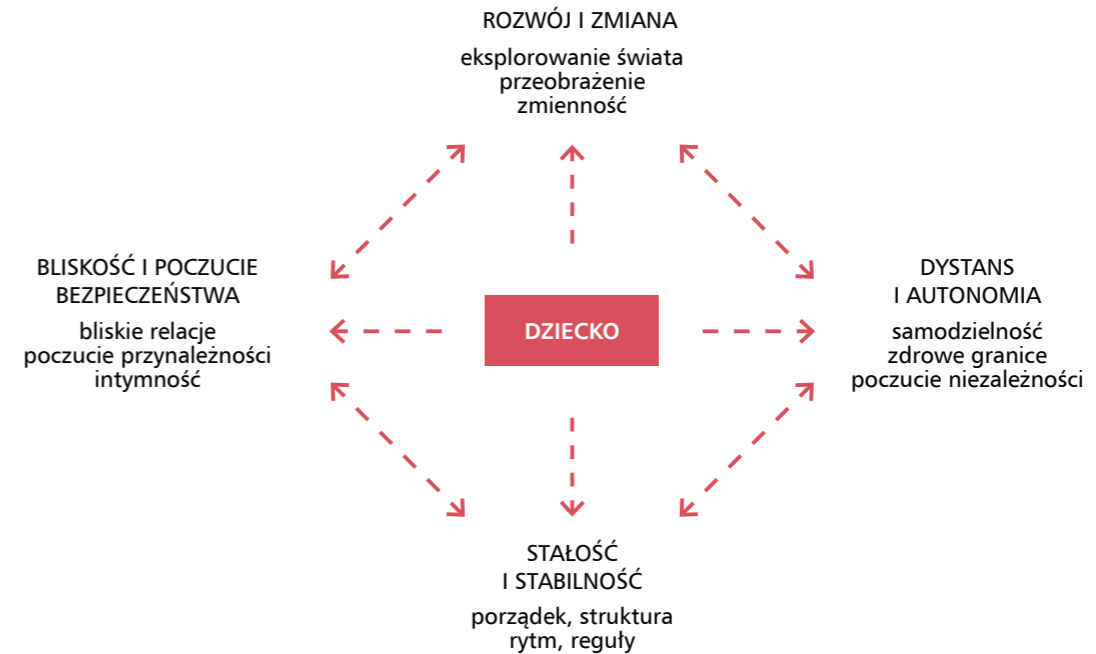 ROZWÓJ I ZMIANA
eksplorowanie świata
przeobrażenie
zmienność
BLISKOŚĆ I POCZUCIE
BEZPIECZEŃSTWA
bliskie relacje
poczucie przynależności
intymność
DZIECKO
DYSTANS
I AUTONOMIA
samodzielność
zdrowe granice
poczucie niezależności
STAŁOŚĆ
I STABILNOŚĆ
porządek, struktura
rytm, reguły